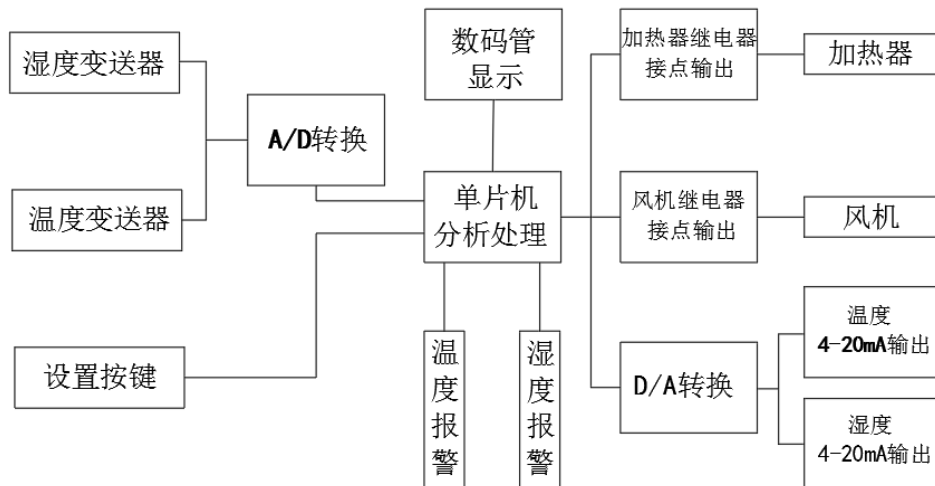 湿度变送器
A/D转换
温度变送器
设置按键
数码管
显示
单片机
分析处理
温度报警
湿度报警
加热器继电器
接点输出
加热器
风机继电器
接点输出
风机
D/A转换
温度
4-20mA输出
湿度
4-20mA输出